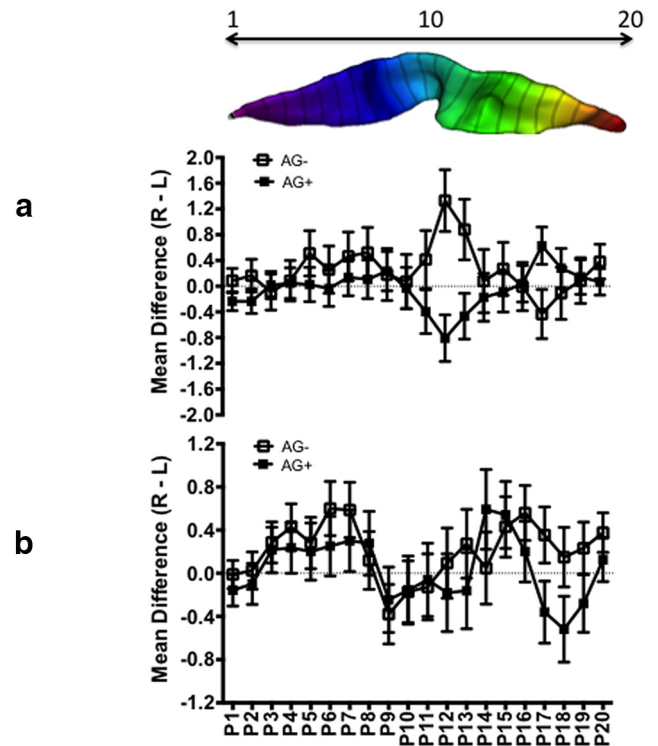 1 10 20
a
Mean Difference (R - L)
2.0
1.6
1.2
0.8
0.4
0.0
-0.4
-0.8
-1.2
-1.6
-2.0
AG-
AG+
b
Mean Difference (R - L)
1.2
0.8
0.4
0.0
-0.4
-0.8
-1.2
AG-
AG+
P1 P2 P3 P4 P5 P6 P7 P8 P9 P10 P11 P12 P13 P14 P15 P16 P17 P18 P19 P20